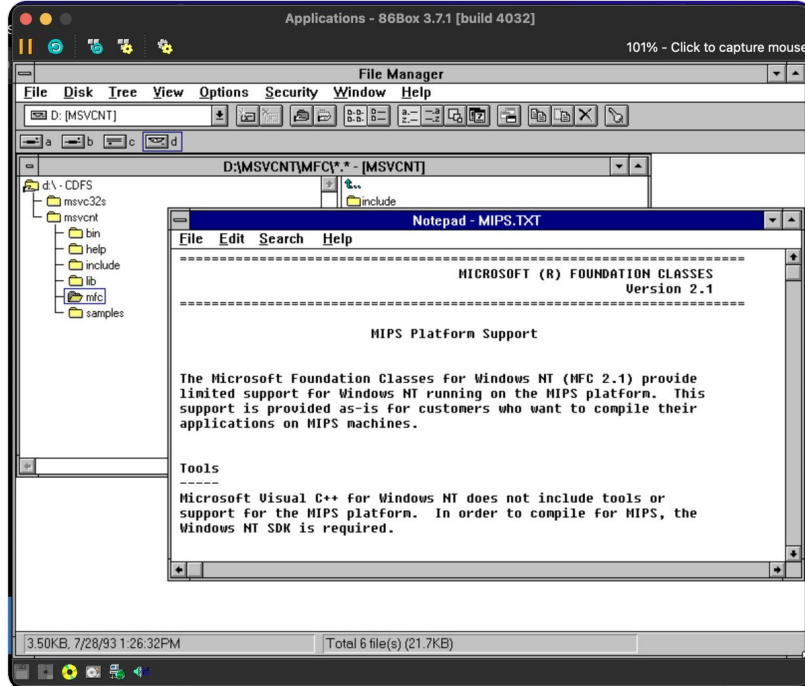 Applications - 86Box 3.7.1 [build 4032]
101% - Click to capture mouse
File Manager
File Disk Tree View Options Security Window Help
D: [MSVCNT]
a b c d
D:\MSVCNT\MFC\*.* - [MSVCNT]
d:\ - CDFS
msvc32s
msvcnt
bin
help
include
lib
mfc
samples
include
Notepad - MIPS.TXT
File Edit Search Help
=======================================================================
MICROSOFT (R) FOUNDATION CLASSES
Version 2.1
=======================================================================
MIPS Platform Support
The Microsoft Foundation Classes for Windows NT (MFC 2.1) provide
limited support for Windows NT running on the MIPS platform.  This
support is provided as-is for customers who want to compile their
applications on MIPS machines.
Tools
-----
Microsoft Visual C++ for Windows NT does not include tools or
support for the MIPS platform.  In order to compile for MIPS, the
Windows NT SDK is required.
3.50KB, 7/28/93 1:26:32PM
Total 6 file(s) (21.7KB)